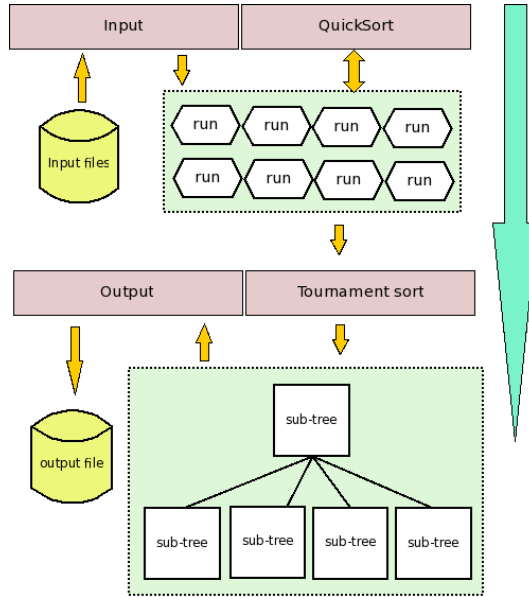 Input
QuickSort
run run run run
Input files
run run run run
Output
Tournament sort
sub-tree
output file
sub-tree sub-tree sub-tree sub-tree